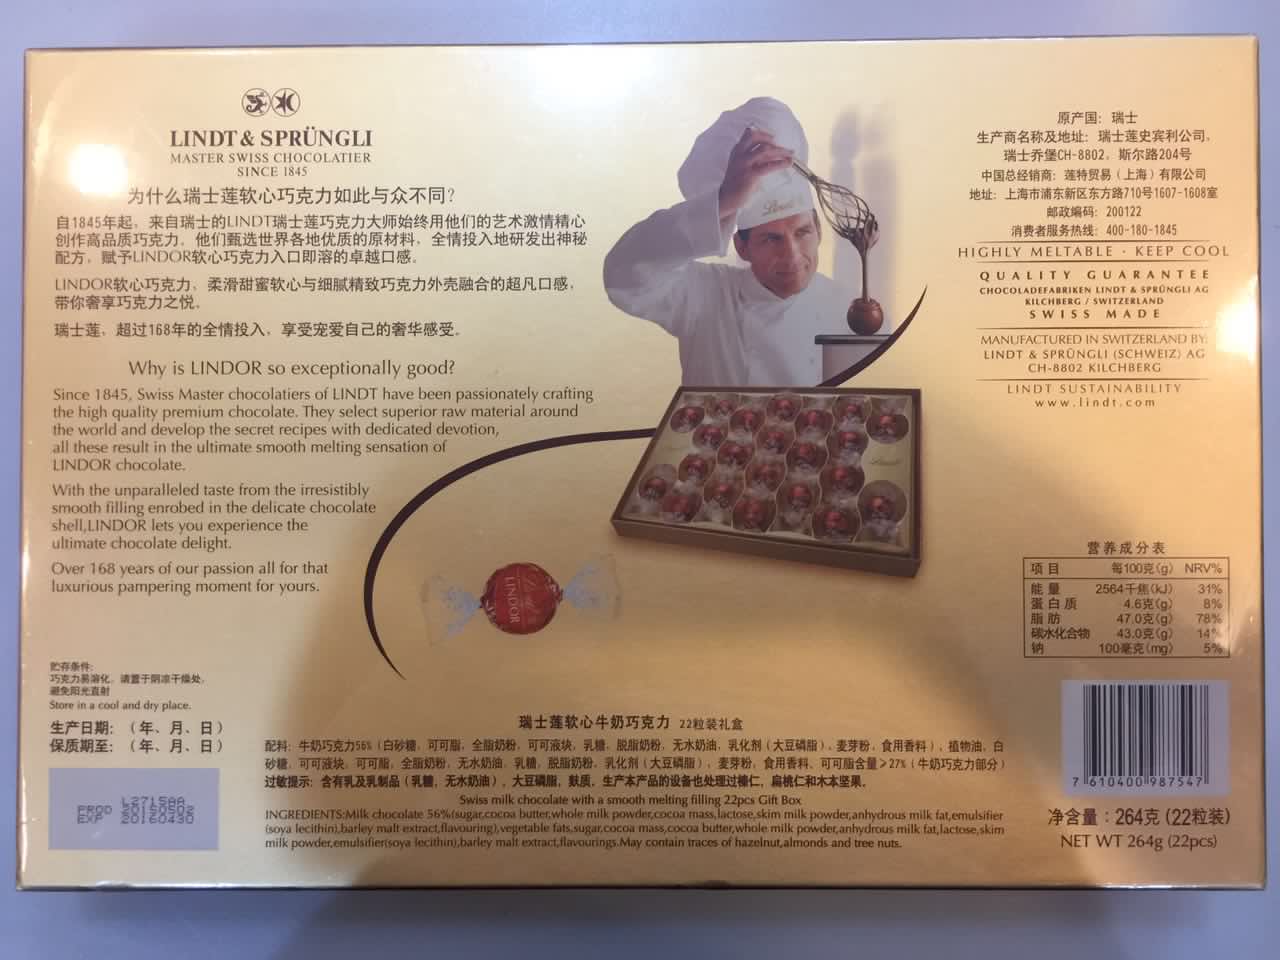 LINDT & SPRÜNGLI
MASTER SWISS CHOCOLATIER
SINCE 1845
为什么瑞士莲软心巧克力如此与众不同?
自1845年起，来自瑞士的LINDT瑞士莲巧克力大师始终用他们的艺术激情精心
创作高品质巧克力，他们甄选世界各地优质的原材料，全情投入地研发出神秘
配方，赋予LINDOR软心巧克力入口即溶的卓越口感。
LINDOR软心巧克力，柔滑甜蜜软心与细腻精致巧克力外壳融合的超凡口感，
带你奢享巧克力之悦。
瑞士莲，超过168年的全情投入，享受宠爱自己的奢华感受。
Why is LINDOR so exceptionally good?
Since 1845, Swiss Master chocolatiers of LINDT have been passionately crafting
the high quality premium chocolate. They select superior raw material around
the world and develop the secret recipes with dedicated devotion,
all these result in the ultimate smooth melting sensation of
LINDOR chocolate.
With the unparalleled taste from the irresistibly
smooth filling enrobed in the delicate chocolate
shell,LINDOR lets you experience the
ultimate chocolate delight.
Over 168 years of our passion all for that
luxurious pampering moment for yours.
Lindt
LINDOR
原产国：瑞士
生产商名称及地址：瑞士莲史宾利公司，
瑞士乔堡CH-8802，斯尔路204号
中国总经销商：莲特贸易（上海）有限公司
地址：上海市浦东新区东方路710号1607-1608室
邮政编码：200122
消费者服务热线：400-180-1845
HIGHLY MELTABLE · KEEP COOL
QUALITY GUARANTEE
CHOCOLADEFABRIKEN LINDT & SPRÜNGLI AG
KILCHBERG / SWITZERLAND
SWISS MADE
MANUFACTURED IN SWITZERLAND BY:
LINDT & SPRÜNGLI (SCHWEIZ) AG
CH-8802 KILCHBERG
LINDT SUSTAINABILITY
www.lindt.com
营养成分表
项目 每100克(g) NRV%
能量 2564千焦(kJ) 31%
蛋白质 4.6克(g) 8%
脂肪 47.0克(g) 78%
碳水化合物 43.0克(g) 14%
钠 100毫克(mg) 5%
贮存条件:
巧克力易溶化，请置于阴凉干燥处，
避免阳光直射
Store in a cool and dry place.
生产日期：（年、月、日）
保质期至：（年、月、日）
PROD L2715AA
20150502
EXP 20160430
瑞士莲软心牛奶巧克力 22粒装礼盒
配料：牛奶巧克力56%（白砂糖，可可脂，全脂奶粉，可可液块，乳糖，脱脂奶粉，无水奶油，乳化剂（大豆磷脂），麦芽粉，食用香料），植物油，白
砂糖，可可液块，可可脂，全脂奶粉，无水奶油，乳糖，脱脂奶粉，乳化剂（大豆磷脂），麦芽粉，食用香料，可可脂含量≥27%（牛奶巧克力部分）
过敏提示：含有乳及乳制品（乳糖，无水奶油），大豆磷脂，麸质，生产本产品的设备也处理过榛仁，扁桃仁和木本坚果。
Swiss milk chocolate with a smooth melting filling 22pcs Gift Box
INGREDIENTS:Milk chocolate 56%(sugar,cocoa butter,whole milk powder,cocoa mass,lactose,skim milk powder,anhydrous milk fat,emulsifier
(soya lecithin),barley malt extract,flavouring),vegetable fats,sugar,cocoa mass,cocoa butter,whole milk powder,anhydrous milk fat,lactose,skim
milk powder,emulsifier(soya lecithin),barley malt extract,flavourings.May contain traces of hazelnut,almonds and tree nuts.
7 610400 987547
净含量：264克 (22粒装)
NET WT 264g (22pcs)